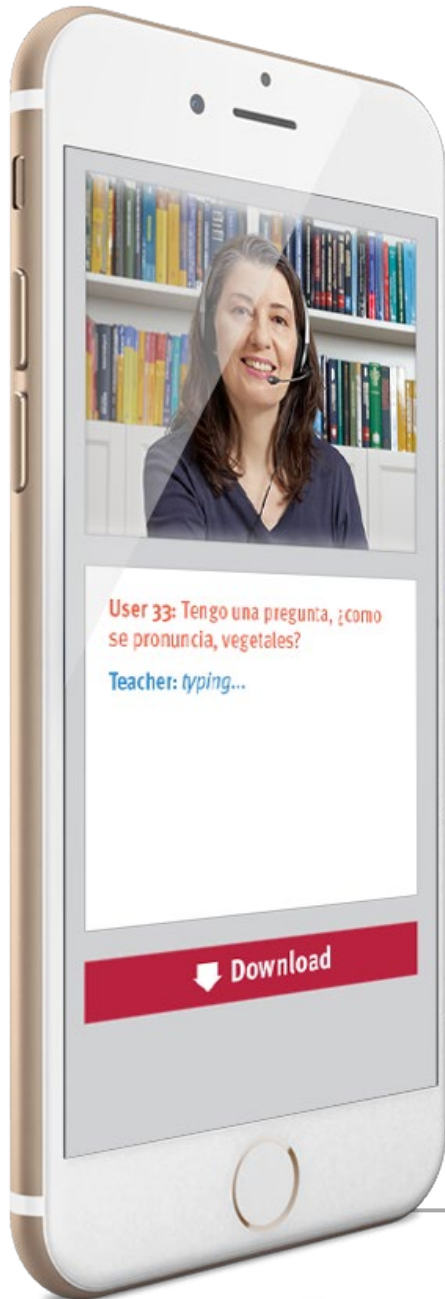 User 33: Tengo una pregunta, ¿como
se pronuncia, vegetales?
Teacher: typing...
Download